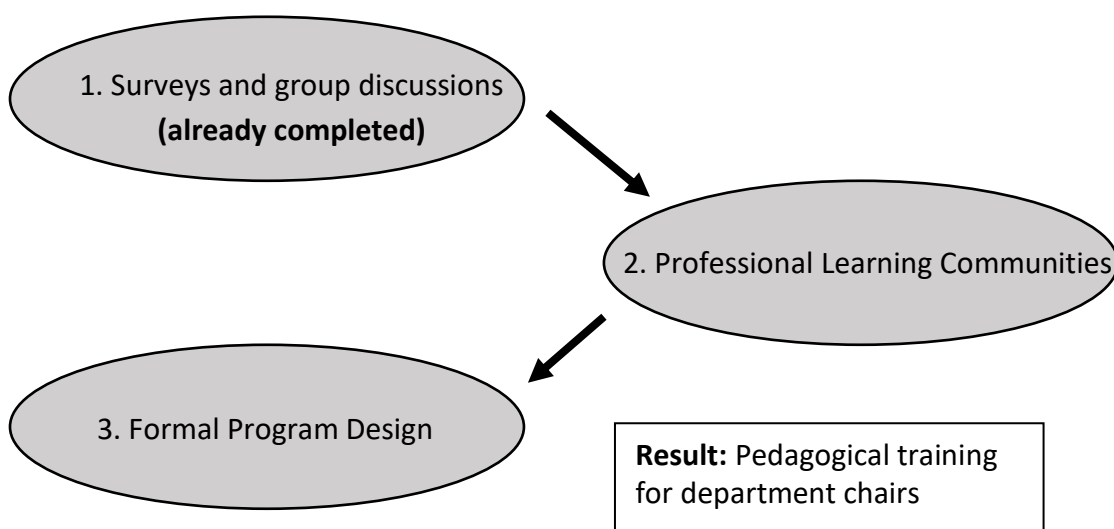 1. Surveys and group discussions
(already completed)
2. Professional Learning Communities
3. Formal Program Design
Result: Pedagogical training
for department chairs